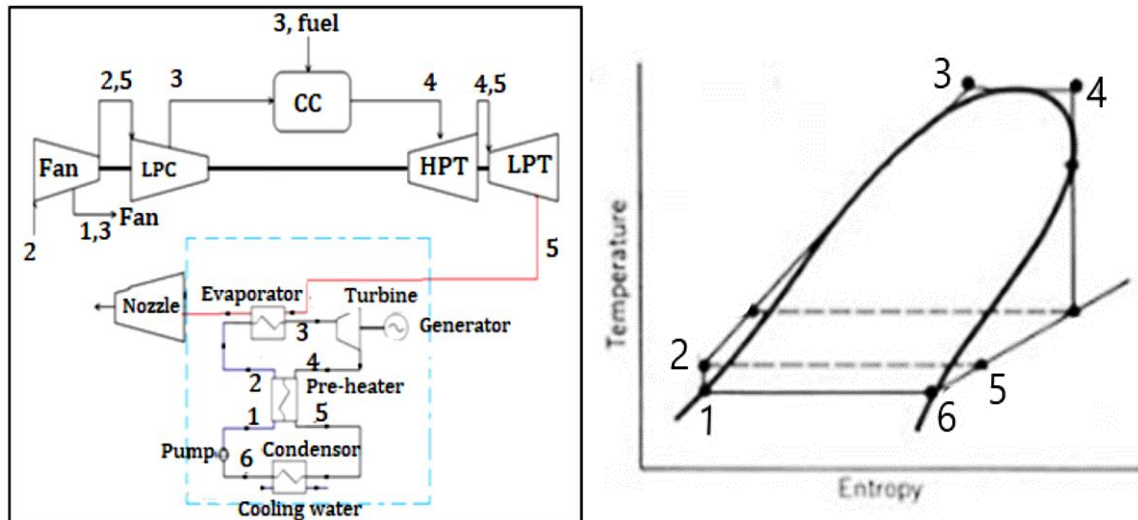 3, fuel
2,5
3
4
4,5
CC
Fan
LPC
HPT
LPT
Fan
1,3
2
5
Nozzle
Evaporator
Turbine
Generator
3
4
2
Pre-heater
1
5
Pump
6
Condensor
Cooling water
Temperature
3
4
2
1
6
5
Entropy